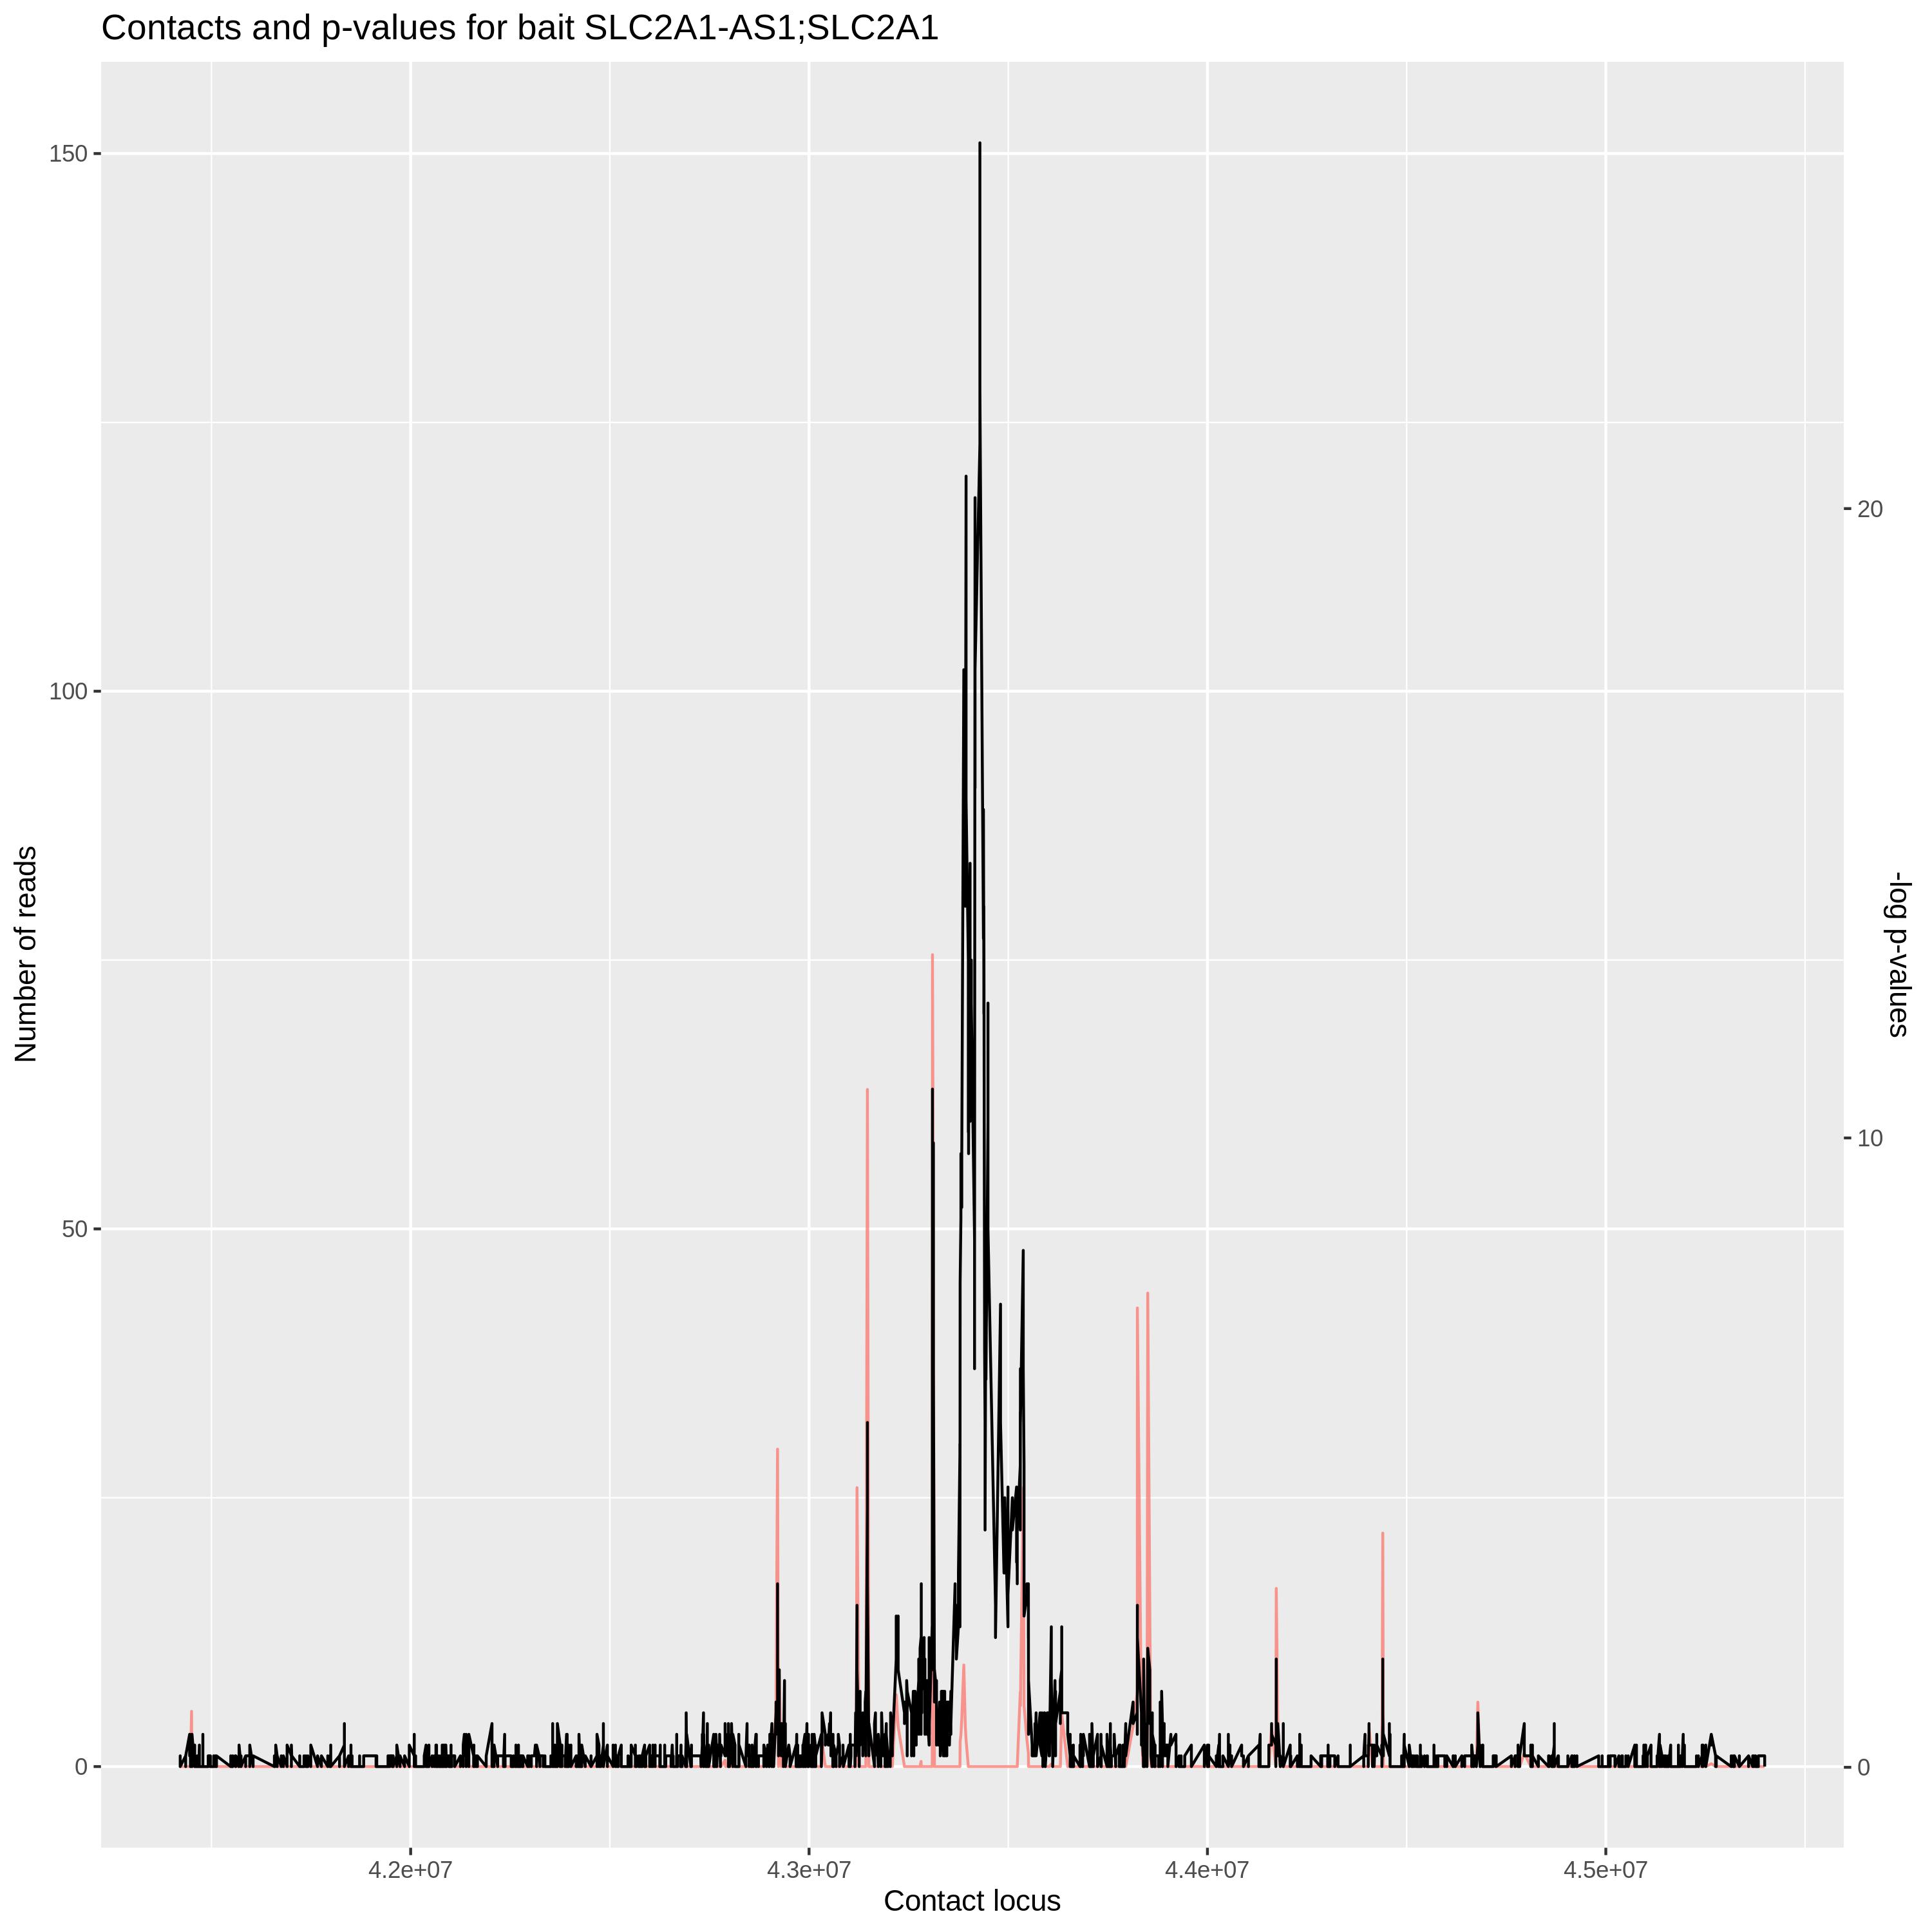 Contacts and p-values for bait SLC2A1-AS1;SLC2A1
150
100
50
0
Number of reads
20
10
0
-log p-values
4.2e+07
4.3e+07
4.4e+07
4.5e+07
Contact locus